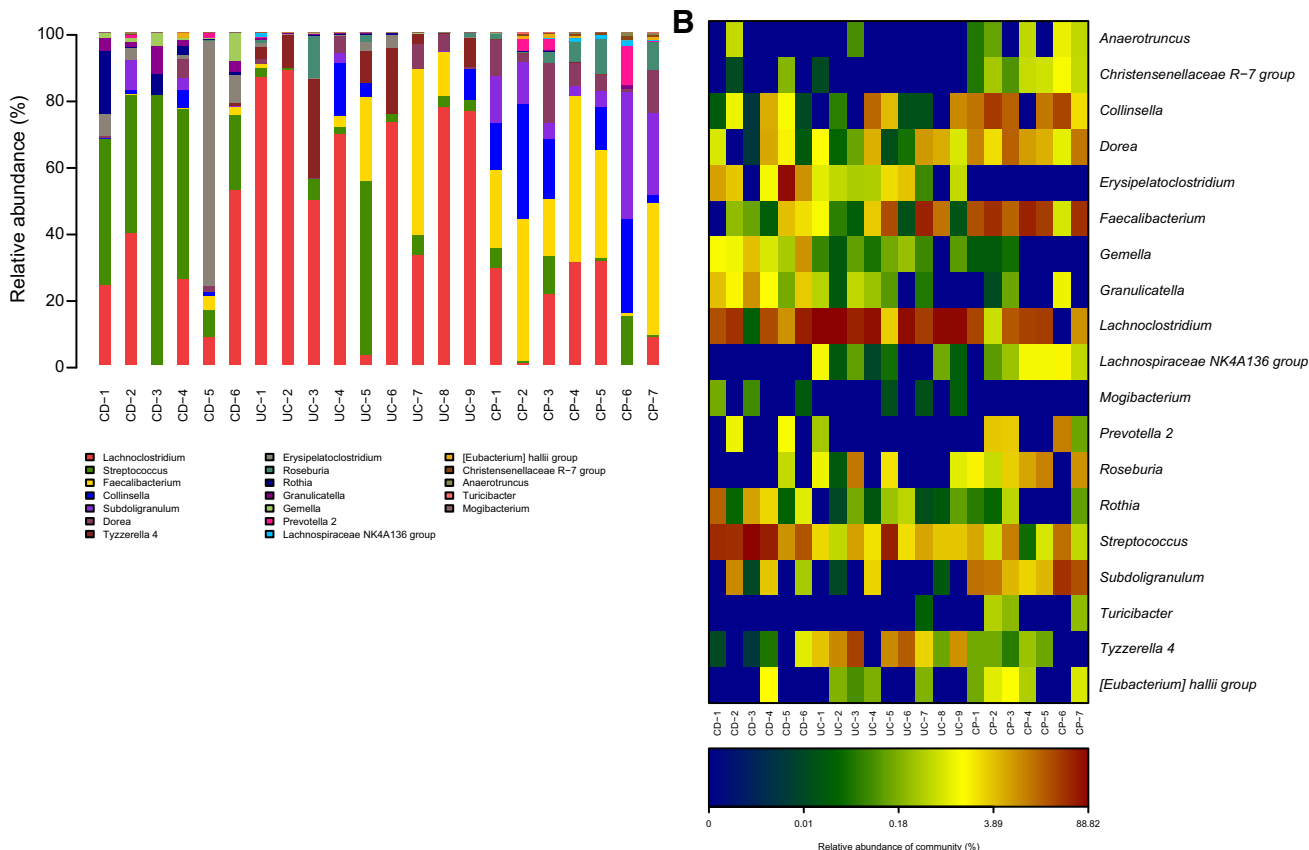 B
Relative abundance (%)
100
80
60
40
20
0
CD−1
CD−2
CD−3
CD−4
CD−5
CD−6
UC−1
UC−2
UC−3
UC−4
UC−5
UC−6
UC−7
UC−8
UC−9
CP−1
CP−2
CP−3
CP−4
CP−5
CP−6
CP−7
Lachnoclostridium
Streptococcus
Faecalibacterium
Collinsella
Subdoligranulum
Dorea
Tyzzerella 4
Erysipelatoclostridium
Roseburia
Rothia
Granulicatella
Gemella
Prevotella 2
Lachnospiraceae NK4A136 group
[Eubacterium] hallii group
Christensenellaceae R−7 group
Anaerotruncus
Turicibacter
Mogibacterium
Anaerotruncus
Christensenellaceae R−7 group
Collinsella
Dorea
Erysipelatoclostridium
Faecalibacterium
Gemella
Granulicatella
Lachnoclostridium
Lachnospiraceae NK4A136 group
Mogibacterium
Prevotella 2
Roseburia
Rothia
Streptococcus
Subdoligranulum
Turicibacter
Tyzzerella 4
[Eubacterium] hallii group
CD−1
CD−2
CD−3
CD−4
CD−5
CD−6
UC−1
UC−2
UC−3
UC−4
UC−5
UC−6
UC−7
UC−8
UC−9
CP−1
CP−2
CP−3
CP−4
CP−5
CP−6
CP−7
0
0.01
0.18
3.89
88.82
Relative abundance of community (%)